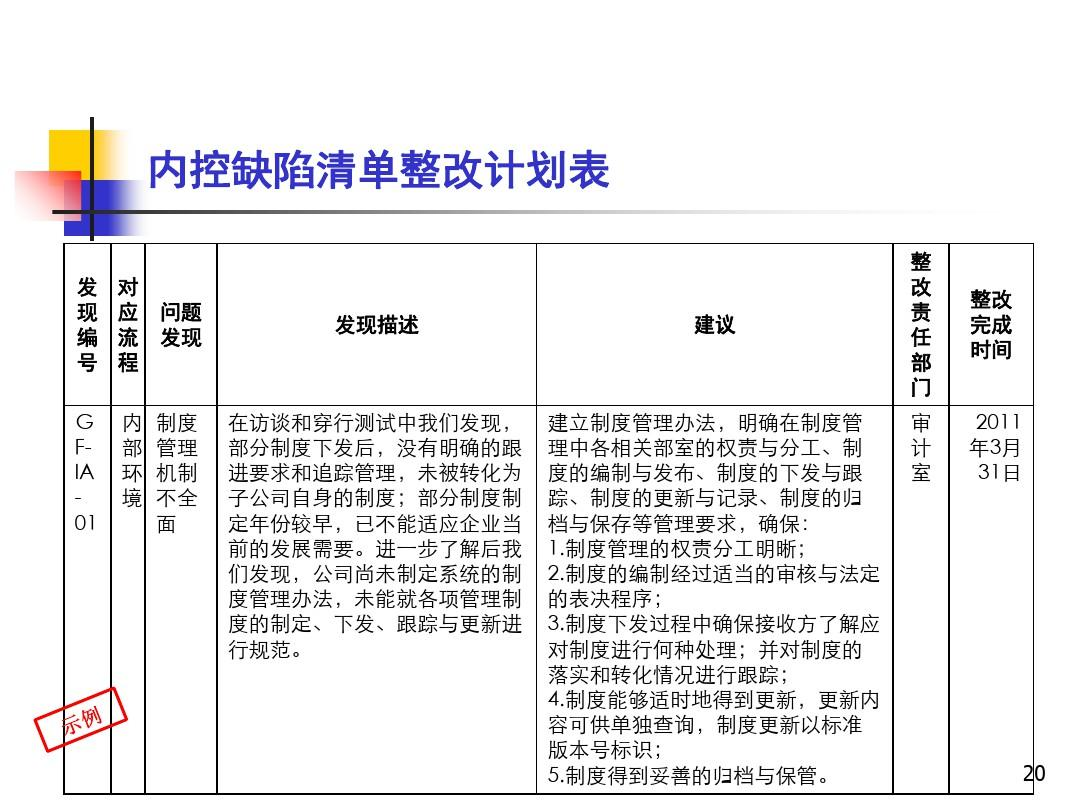 内控缺陷清单整改计划表
发
现
编
号
对
应
流
程
问题
发现
发现描述
建议
整
改
责
任
部
门
整改
完成
时间
G
F-
IA
-
01
内
部
环
境
制度
管理
机制
不全
面
在访谈和穿行测试中我们发现，
部分制度下发后，没有明确的跟
进要求和追踪管理，未被转化为
子公司自身的制度；部分制度制
定年份较早，已不能适应企业当
前的发展需要。进一步了解后我
们发现，公司尚未制定系统的制
度管理办法，未能就各项管理制
度的制定、下发、跟踪与更新进
行规范。
建立制度管理办法，明确在制度管
理中各相关部室的权责与分工、制
度的编制与发布、制度的下发与跟
踪、制度的更新与记录、制度的归
档与保存等管理要求，确保：
1.制度管理的权责分工明晰；
2.制度的编制经过适当的审核与法定
的表决程序；
3.制度下发过程中确保接收方了解应
对制度进行何种处理；并对制度的
落实和转化情况进行跟踪；
4.制度能够适时地得到更新，更新内
容可供单独查询，制度更新以标准
版本号标识；
5.制度得到妥善的归档与保管。
审
计
室
2011
年3月
31日
示例
20